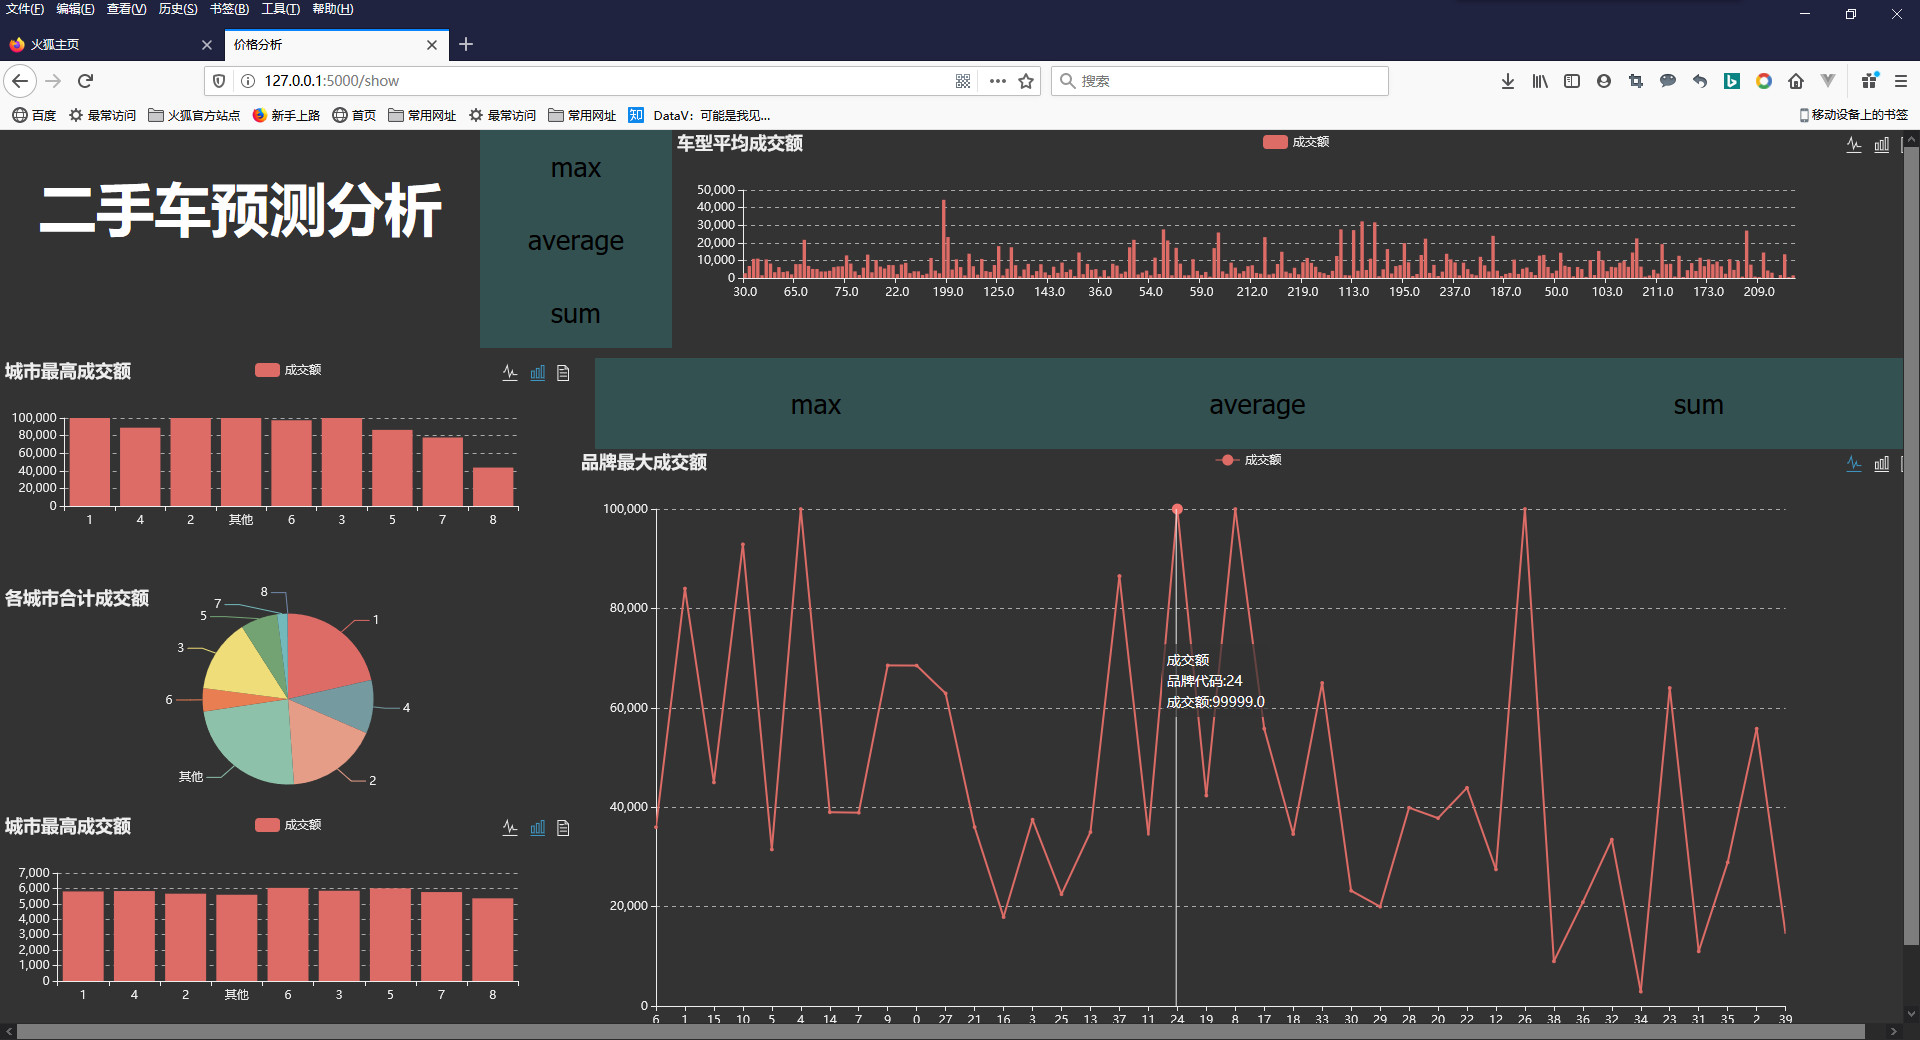 文件(F) 编辑(E) 查看(V) 历史(S) 书签(B) 工具(T) 帮助(H)
火狐主页
价格分析
127.0.0.1:5000/show
搜索
百度 最常访问 火狐官方站点 新手上路 首页 常用网址 最常访问 常用网址 知 DataV：可能是我见... 移动设备上的书签
二手车预测分析
max
average
sum
车型平均成交额
成交额
50,000
40,000
30,000
20,000
10,000
0
30.0 65.0 75.0 22.0 199.0 125.0 143.0 36.0 54.0 59.0 212.0 219.0 113.0 195.0 237.0 187.0 50.0 103.0 211.0 173.0 209.0
城市最高成交额
成交额
100,000
80,000
60,000
40,000
20,000
0
1 4 2 其他 6 3 5 7 8
max average sum
品牌最大成交额
成交额
100,000
80,000
60,000
40,000
20,000
0
成交额
品牌代码:24
成交额:99999.0
6 1 15 10 5 4 14 7 9 0 27 21 16 3 25 13 37 11 24 19 8 17 18 33 30 29 28 20 22 12 26 38 36 32 34 23 31 35 2 39
各城市合计成交额
8
7
5
1
3
6
4
其他
2
城市最高成交额
成交额
7,000
6,000
5,000
4,000
3,000
2,000
1,000
0
1 4 2 其他 6 3 5 7 8